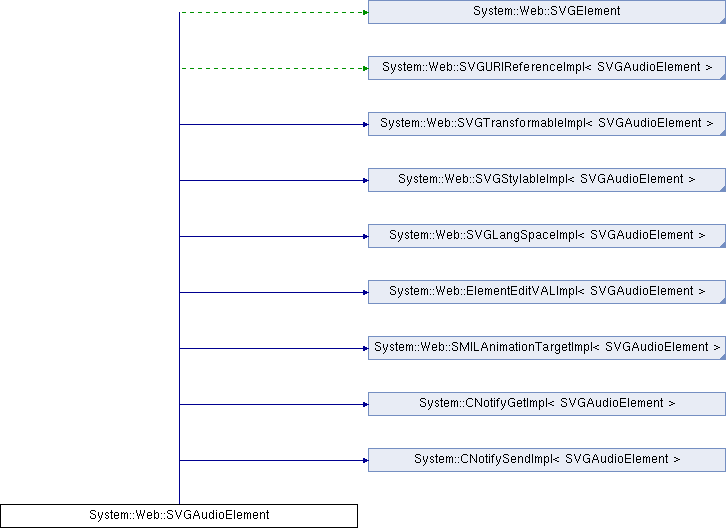 System::Web::SVGElement
System::Web::SVGURIReferenceImpl< SVGAudioElement >
System::Web::SVGTransformableImpl< SVGAudioElement >
System::Web::SVGStylableImpl< SVGAudioElement >
System::Web::SVGLangSpaceImpl< SVGAudioElement >
System::Web::ElementEditVALImpl< SVGAudioElement >
System::Web::SMILAnimationTargetImpl< SVGAudioElement >
System::CNotifyGetImpl< SVGAudioElement >
System::CNotifySendImpl< SVGAudioElement >
System::Web::SVGAudioElement